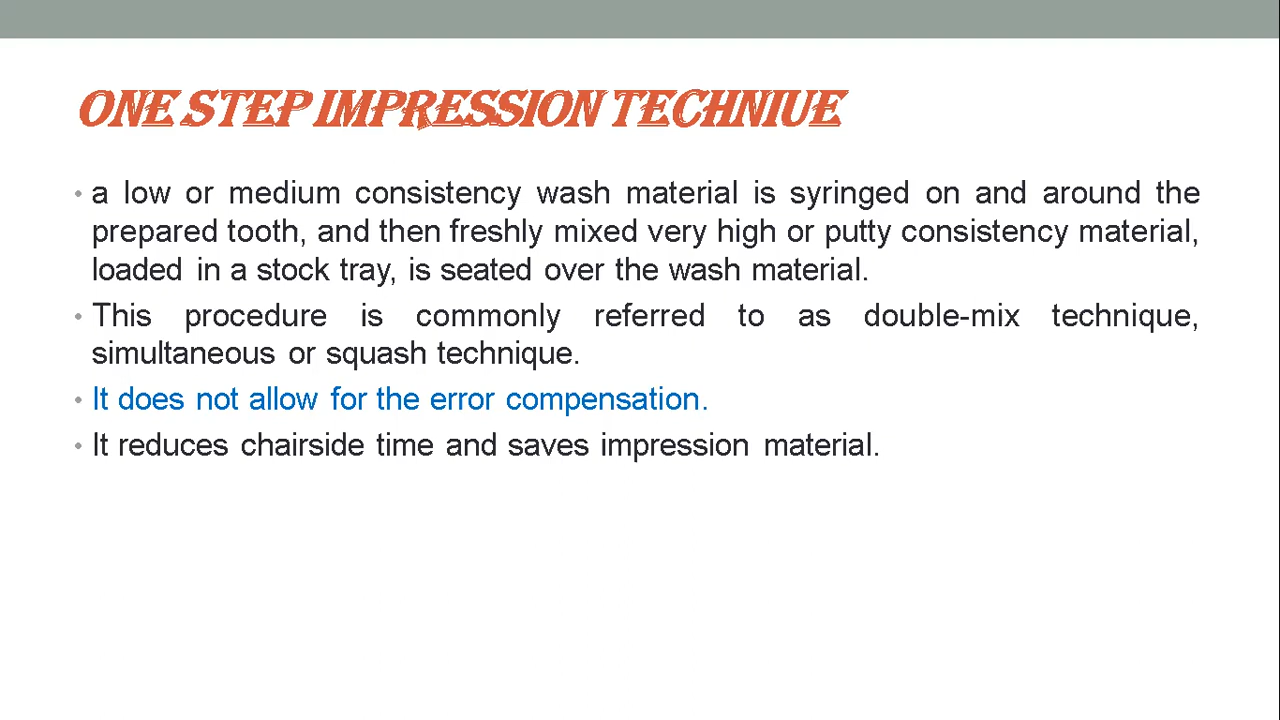 ONE STEP IMPRESSION TECHNIUE
• a low or medium consistency wash material is syringed on and around the
prepared tooth, and then freshly mixed very high or putty consistency material,
loaded in a stock tray, is seated over the wash material.
• This procedure is commonly referred to as double-mix technique,
simultaneous or squash technique.
• It does not allow for the error compensation.
• It reduces chairside time and saves impression material.